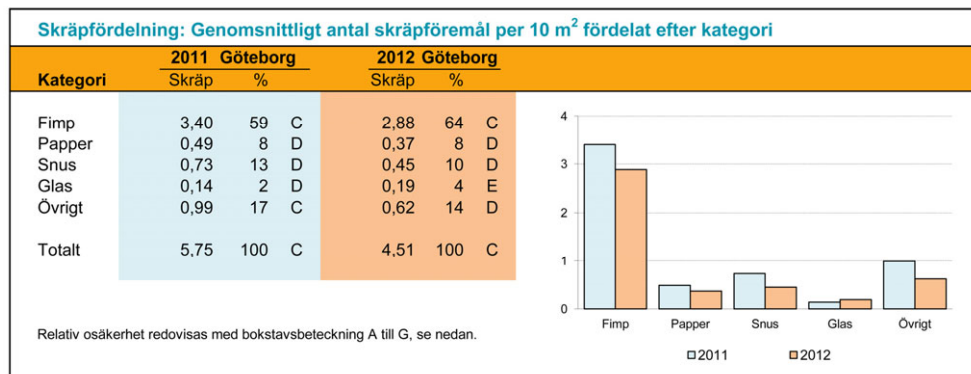 Skräpfördelning: Genomsnittligt antal skräpföremål per 10 m² fördelat efter kategori
2011 Göteborg 2012 Göteborg
Kategori Skräp % Skräp %
Fimp 3,40 59 C 2,88 64 C
Papper 0,49 8 D 0,37 8 D
Snus 0,73 13 D 0,45 10 D
Glas 0,14 2 D 0,19 4 E
Övrigt 0,99 17 C 0,62 14 D
Totalt 5,75 100 C 4,51 100 C
Relativ osäkerhet redovisas med bokstavsbeteckning A till G, se nedan.
4
3
2
1
0
Fimp Papper Snus Glas Övrigt
2011 2012